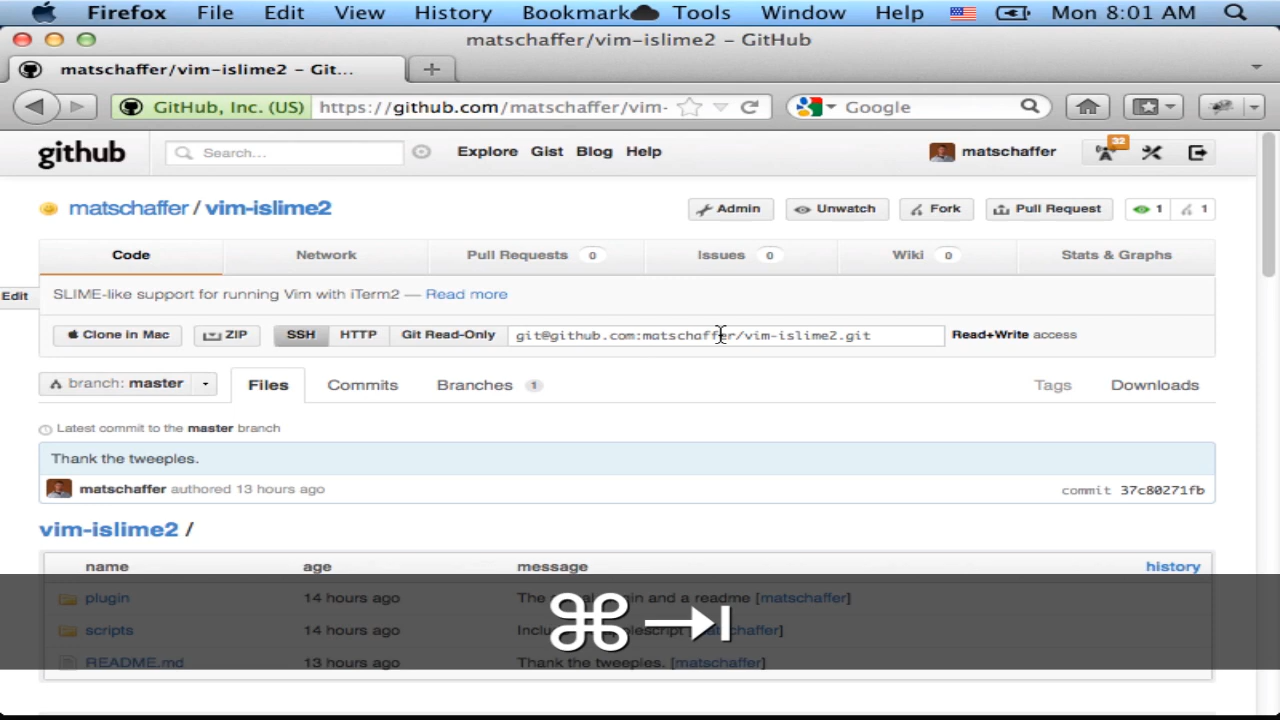 Firefox File Edit View History Bookmark Tools Window Help Mon 8:01 AM
matschaffer/vim-islime2 – GitHub
matschaffer/vim-islime2 – Git...
GitHub, Inc. (US) https://github.com/matschaffer/vim- Google
github Search... Explore Gist Blog Help matschaffer 32
matschaffer / vim-islime2 Admin Unwatch Fork Pull Request 1 1
Code Network Pull Requests 0 Issues 0 Wiki 0 Stats & Graphs
Edit SLIME-like support for running Vim with iTerm2 — Read more
Clone in Mac ZIP SSH HTTP Git Read-Only git@github.com:matschaffer/vim-islime2.git Read+Write access
branch: master Files Commits Branches 1 Tags Downloads
Latest commit to the master branch
Thank the tweeples.
matschaffer authored 13 hours ago commit 37c80271fb
vim-islime2 /
name age message history
plugin 14 hours ago The and a readme [matschaffer]
scripts 14 hours ago
README.md 13 hours ago Thank the tweeples. [matschaffer]
⌘⇥